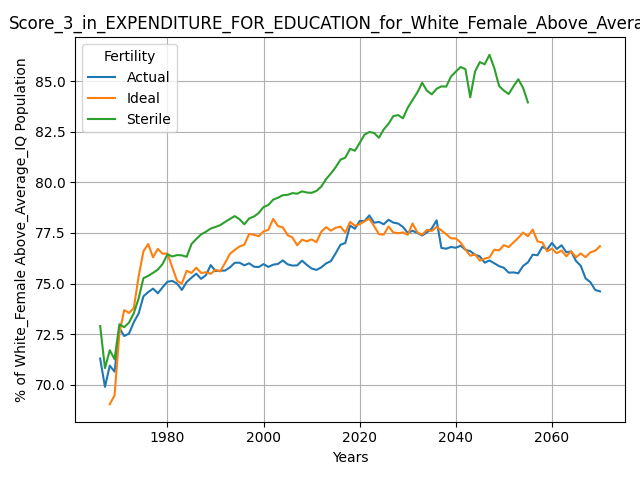 Score_3_in_EXPENDITURE_FOR_EDUCATION_for_White_Female_Above_Avera
Fertility
Actual
Ideal
Sterile
% of White_Female Above_Average_IQ Population
85.0
82.5
80.0
77.5
75.0
72.5
70.0
1980
2000
2020
2040
2060
Years